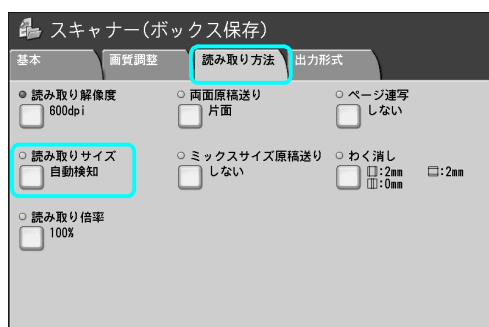 スキャナー(ボックス保存)
基本 画質調整 読み取り方法 出力形式
読み取り解像度 両面原稿送り ページ連写
600dpi 片面 しない
読み取りサイズ ミックスサイズ原稿送り わく消し
自動検知 しない :2mm :2mm
:0mm
読み取り倍率
100%